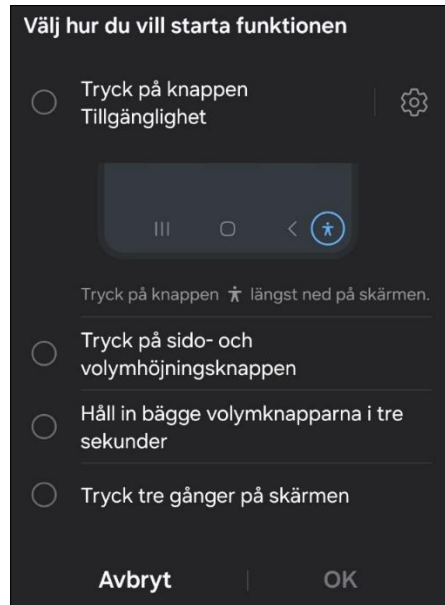 Välj hur du vill starta funktionen
Tryck på knappen
Tillgänglighet
Tryck på knappen längst ned på skärmen.
Tryck på sido- och
volymhöjningsknappen
Håll in bägge volymknapparna i tre
sekunder
Tryck tre gånger på skärmen
Avbryt
OK